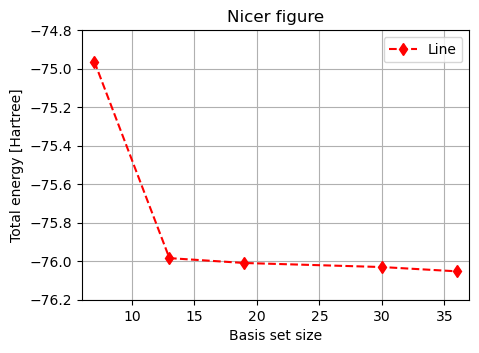 Nicer figure
Line
Total energy [Hartree]
−74.8
−75.0
−75.2
−75.4
−75.6
−75.8
−76.0
−76.2
10 15 20 25 30 35
Basis set size